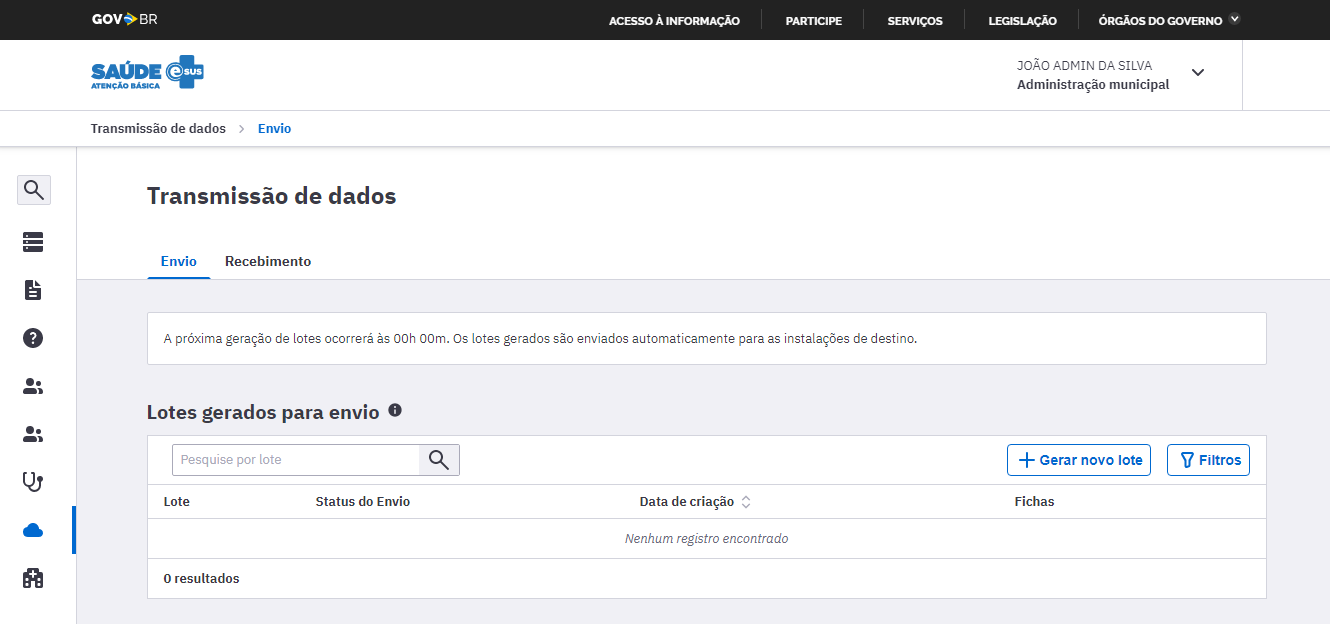 GOV BR
ACESSO À INFORMAÇÃO PARTICIPE SERVIÇOS LEGISLAÇÃO ÓRGÃOS DO GOVERNO
SAÚDE e SUS
ATENÇÃO BÁSICA
JOÃO ADMIN DA SILVA
Administração municipal
Transmissão de dados > Envio
Transmissão de dados
Envio Recebimento
A próxima geração de lotes ocorrerá às 00h 00m. Os lotes gerados são enviados automaticamente para as instalações de destino.
Lotes gerados para envio
Pesquise por lote
Gerar novo lote Filtros
Lote Status do Envio Data de criação Fichas
Nenhum registro encontrado
0 resultados